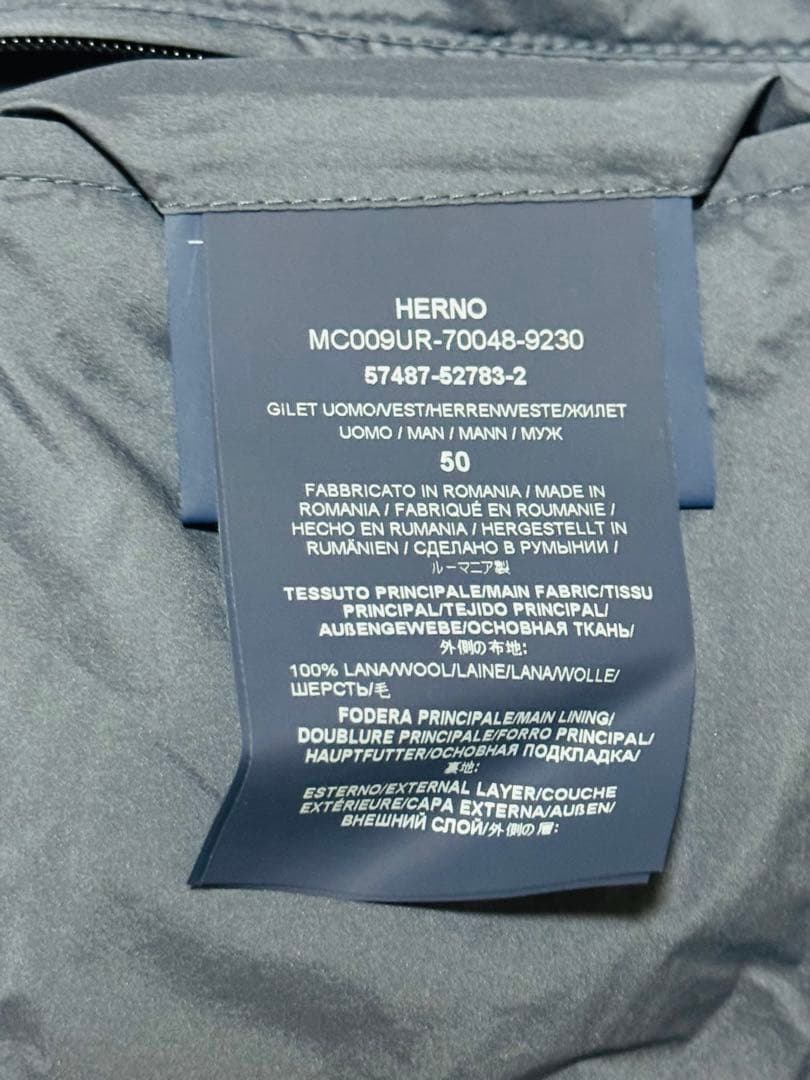 HERNO
MC009UR-70048-9230
57487-52783-2
GILET UOMO/VEST/HERRENWESTE/ЖИЛЕТ
UOMO / MAN / MANN / МУЖ
50
FABBRICATO IN ROMANIA / MADE IN
ROMANIA / FABRIQUÉ EN ROUMANIE /
HECHO EN RUMANIA / HERGESTELLT IN
RUMÄNIEN / СДЕЛАНО В РУМЫНИИ /
ルーマニア製
TESSUTO PRINCIPALE/MAIN FABRIC/TISSU
PRINCIPAL/TEJIDO PRINCIPAL/
AUßENGEWEBE/ОСНОВНАЯ ТКАНЬ/
外側の布地:
100% LANA/WOOL/LAINE/LANA/WOLLE/
ШЕРСТЬ/毛
FODERA PRINCIPALE/MAIN LINING/
DOUBLURE PRINCIPALE/FORRO PRINCIPAL/
HAUPTFUTTER/ОСНОВНАЯ ПОДКЛАДКА/
裏地:
ESTERNO/EXTERNAL LAYER/COUCHE
EXTÉRIEURE/CAPA EXTERNA/AUßEN/
ВНЕШНИЙ СЛОЙ/外側の層: